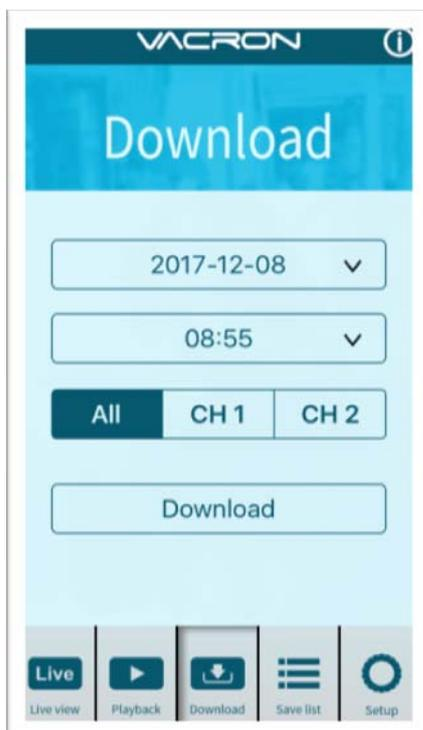 VACRON
Download
2017-12-08
08:55
All CH 1 CH 2
Download
Live
Live view Playback Download Save list Setup